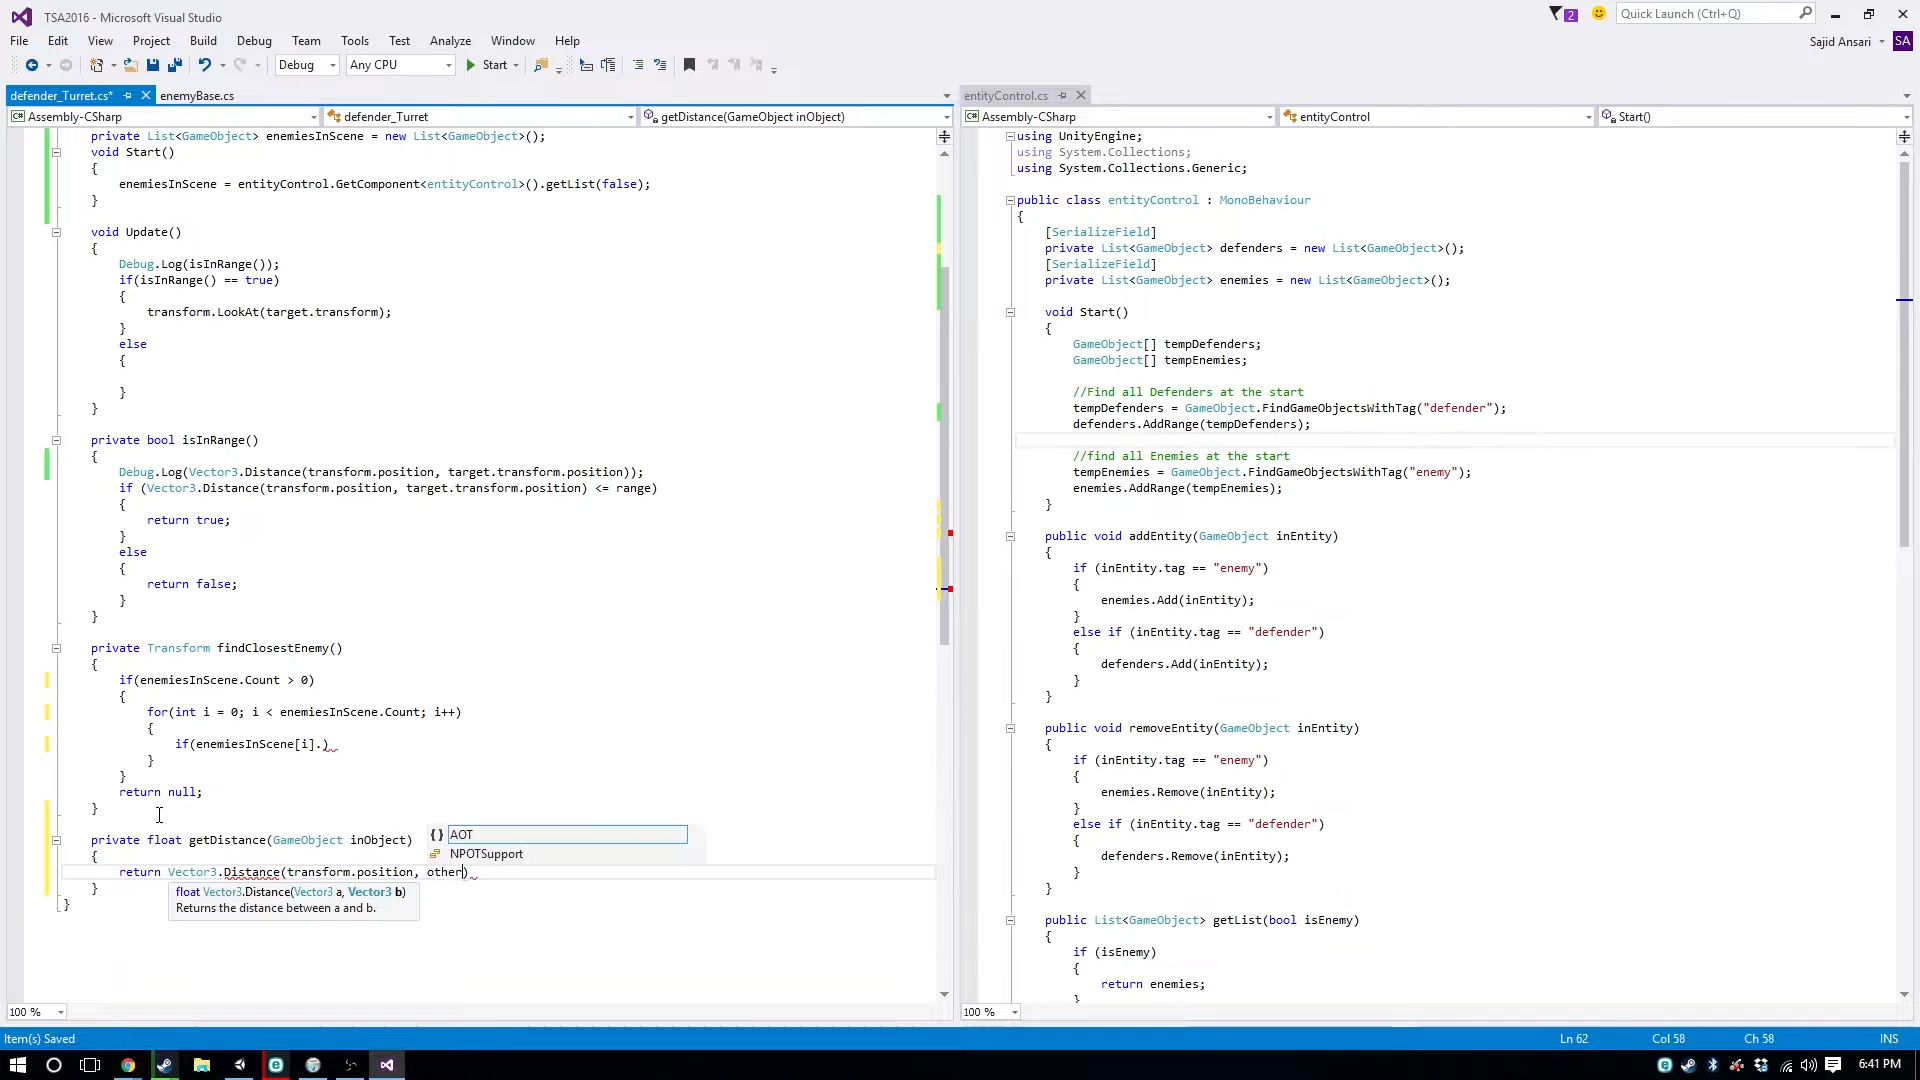 TSA2016 - Microsoft Visual Studio
2
Quick Launch (Ctrl+Q)
File Edit View Project Build Debug Team Tools Test Analyze Window Help
Sajid Ansari SA
Debug Any CPU Start
defender_Turret.cs* enemyBase.cs
C# Assembly-CSharp defender_Turret getDistance(GameObject inObject)
private List<GameObject> enemiesInScene = new List<GameObject>();
void Start()
{
enemiesInScene = entityControl.GetComponent<entityControl>().getList(false);
}
void Update()
{
Debug.Log(isInRange());
if(isInRange() == true)
{
transform.LookAt(target.transform);
}
else
{
}
}
private bool isInRange()
{
Debug.Log(Vector3.Distance(transform.position, target.transform.position));
if (Vector3.Distance(transform.position, target.transform.position) <= range)
{
return true;
}
else
{
return false;
}
}
private Transform findClosestEnemy()
{
if(enemiesInScene.Count > 0)
{
for(int i = 0; i < enemiesInScene.Count; i++)
{
if(enemiesInScene[i].)
}
}
return null;
}
private float getDistance(GameObject inObject)
{
return Vector3.Distance(transform.position, other)
}
}
{ } AOT
NPOTSupport
float Vector3.Distance(Vector3 a, Vector3 b)
Returns the distance between a and b.
100 %
entityControl.cs
C# Assembly-CSharp entityControl Start()
using UnityEngine;
using System.Collections;
using System.Collections.Generic;
public class entityControl : MonoBehaviour
{
[SerializeField]
private List<GameObject> defenders = new List<GameObject>();
[SerializeField]
private List<GameObject> enemies = new List<GameObject>();
void Start()
{
GameObject[] tempDefenders;
GameObject[] tempEnemies;
//Find all Defenders at the start
tempDefenders = GameObject.FindGameObjectsWithTag("defender");
defenders.AddRange(tempDefenders);
//find all Enemies at the start
tempEnemies = GameObject.FindGameObjectsWithTag("enemy");
enemies.AddRange(tempEnemies);
}
public void addEntity(GameObject inEntity)
{
if (inEntity.tag == "enemy")
{
enemies.Add(inEntity);
}
else if (inEntity.tag == "defender")
{
defenders.Add(inEntity);
}
}
public void removeEntity(GameObject inEntity)
{
if (inEntity.tag == "enemy")
{
enemies.Remove(inEntity);
}
else if (inEntity.tag == "defender")
{
defenders.Remove(inEntity);
}
}
public List<GameObject> getList(bool isEnemy)
{
if (isEnemy)
{
return enemies;
}
100 %
Item(s) Saved Ln 62 Col 58 Ch 58 INS
6:41 PM